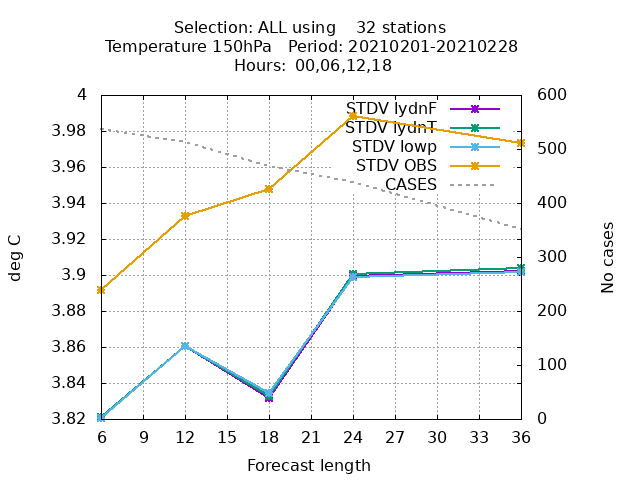 Selection: ALL using    32 stations
Temperature 150hPa   Period: 20210201-20210228
Hours:  00,06,12,18
4
3.98
3.96
3.94
3.92
3.9
3.88
3.86
3.84
3.82
deg C
STDV lydnF
STDV lydnT
STDV lowp
STDV OBS
CASES
600
500
400
300
200
100
0
No cases
6 9 12 15 18 21 24 27 30 33 36
Forecast length